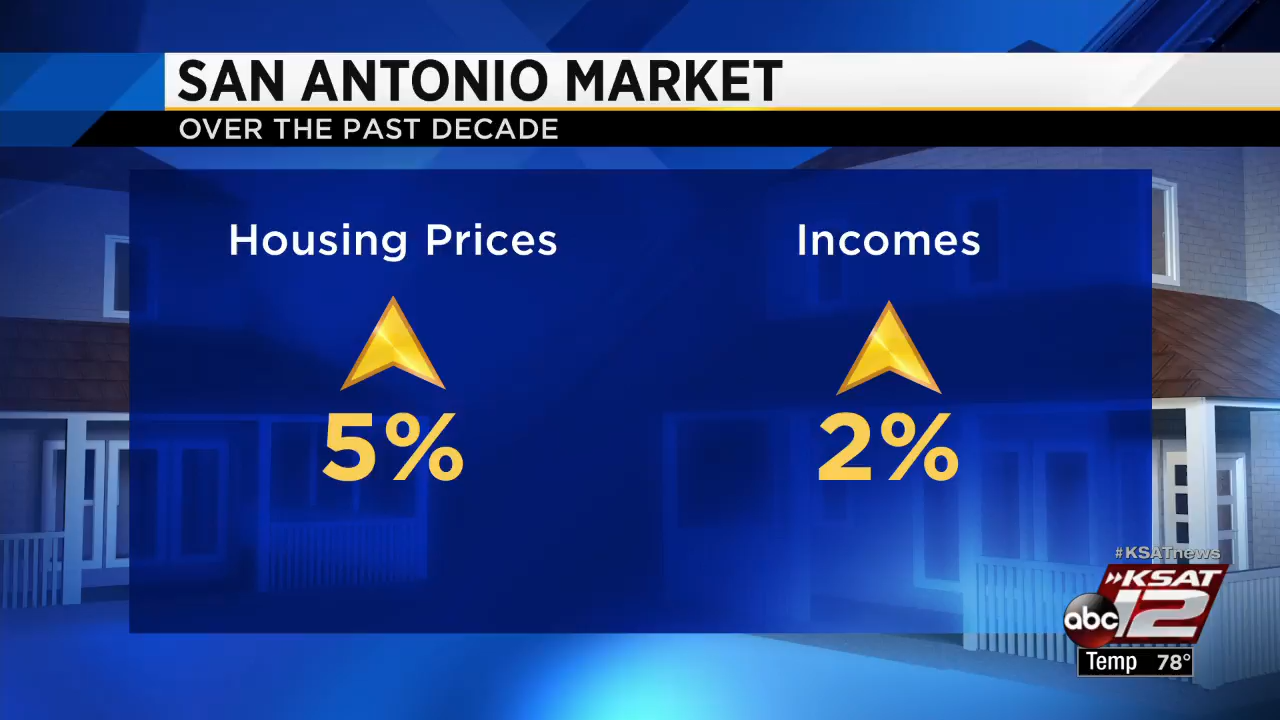 SAN ANTONIO MARKET
OVER THE PAST DECADE
Housing Prices
Incomes
5%
2%
#KSATnews
KSAT
abc 12
Temp 78°